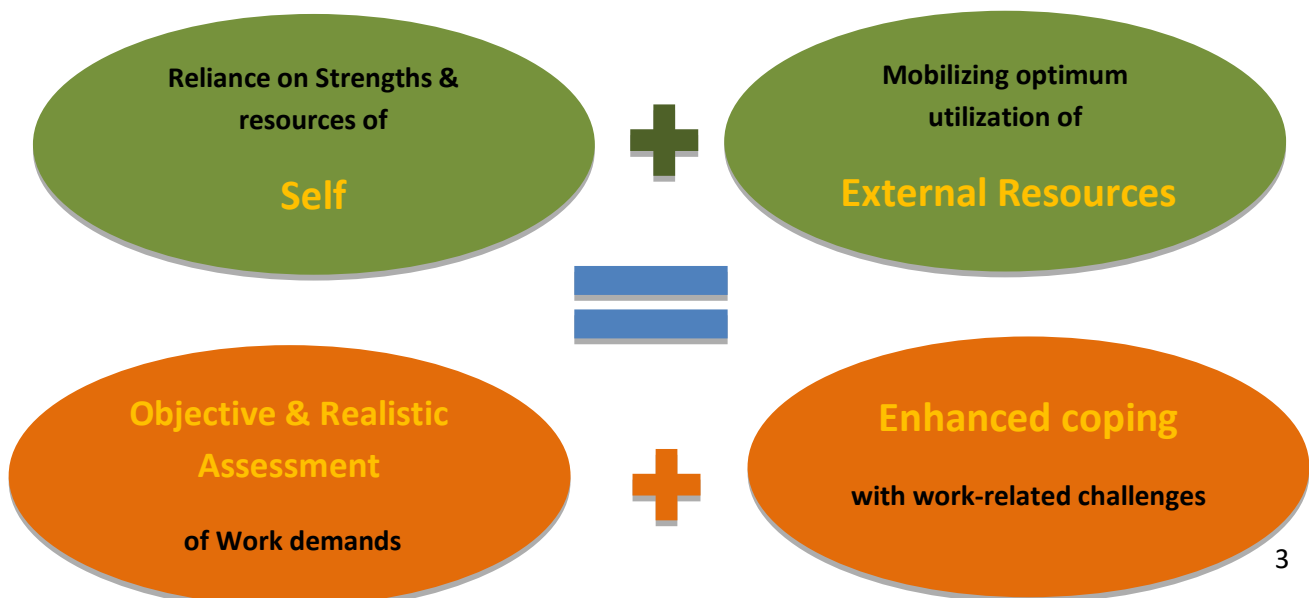 Reliance on Strengths &
resources of
Self
Mobilizing optimum
utilization of
External Resources
Objective & Realistic
Assessment
of Work demands
Enhanced coping
with work-related challenges
3